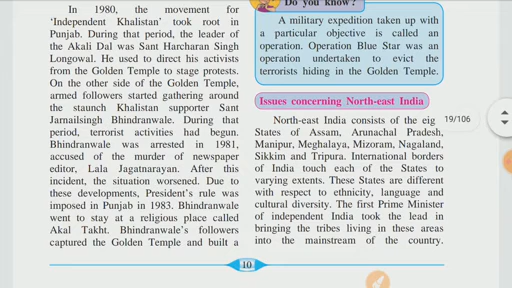 In 1980, the movement for
‘Independent Khalistan’ took root in
Punjab. During that period, the leader of
the Akali Dal was Sant Harcharan Singh
Longowal. He used to direct his activists
from the Golden Temple to stage protests.
On the other side of the Golden Temple,
armed followers started gathering around
the staunch Khalistan supporter Sant
Jarnailsingh Bhindranwale. During that
period, terrorist activities had begun.
Bhindranwale was arrested in 1981,
accused of the murder of newspaper
editor, Lala Jagatnarayan. After this
incident, the situation worsened. Due to
these developments, President’s rule was
imposed in Punjab in 1983. Bhindranwale
went to stay at a religious place called
Akal Takht. Bhindranwale’s followers
captured the Golden Temple and built a
Do you know?
A military expedition taken up with
a particular objective is called an
operation. Operation Blue Star was an
operation undertaken to evict the
terrorists hiding in the Golden Temple.
Issues concerning North-east India
North-east India consists of the eig
States of Assam, Arunachal Pradesh,
Manipur, Meghalaya, Mizoram, Nagaland,
Sikkim and Tripura. International borders
of India touch each of the States to
varying extents. These States are different
with respect to ethnicity, language and
cultural diversity. The first Prime Minister
of independent India took the lead in
bringing the tribes living in these areas
into the mainstream of the country.
19/106
10